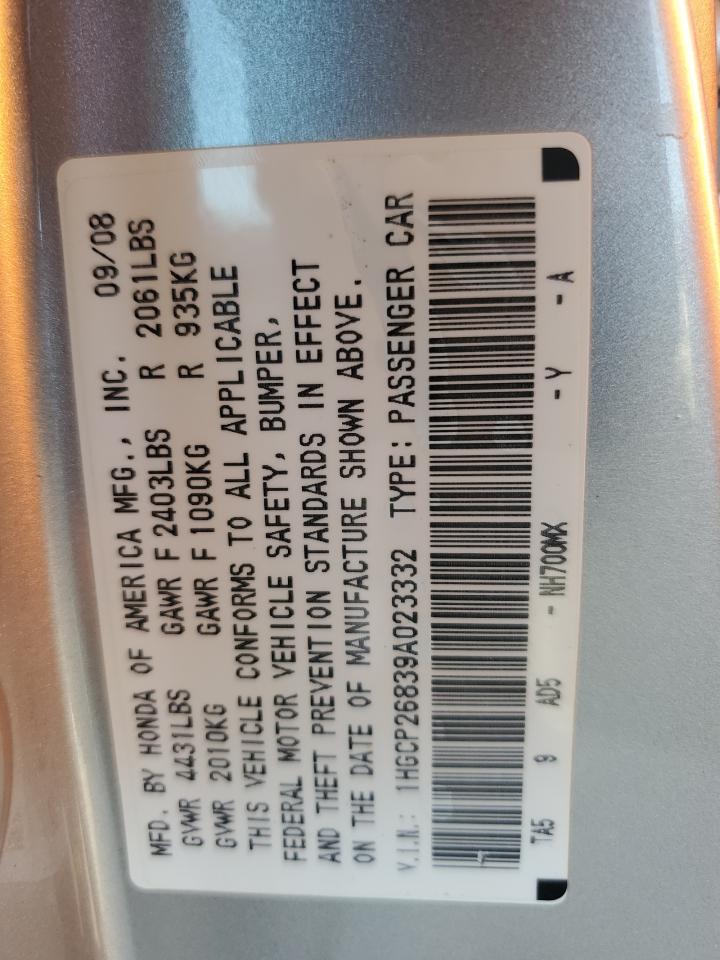 MFD. BY HONDA OF AMERICA MFG., INC. 09/08
GVWR 4431LBS GAWR F 2403LBS R 2061LBS
GVWR 2010KG GAWR F 1090KG R 935KG
THIS VEHICLE CONFORMS TO ALL APPLICABLE
FEDERAL MOTOR VEHICLE SAFETY, BUMPER,
AND THEFT PREVENTION STANDARDS IN EFFECT
ON THE DATE OF MANUFACTURE SHOWN ABOVE.
V.I.N.: 1HGCP26839A023332 TYPE: PASSENGER CAR
TA5 9 AD5 - NH700MX - Y - A